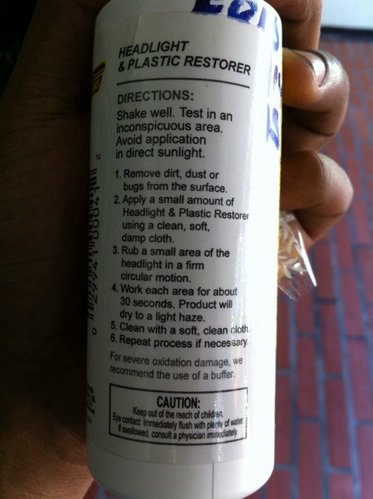 HEADLIGHT
& PLASTIC RESTORER
DIRECTIONS:
Shake well. Test in an
inconspicuous area.
Avoid application
in direct sunlight.
1. Remove dirt, dust or
bugs from the surface.
2. Apply a small amount of
Headlight & Plastic Restorer
using a clean, soft,
damp cloth.
3. Rub a small area of the
headlight in a firm
circular motion.
4. Work each area for about
30 seconds. Product will
dry to a light haze.
5. Clean with a soft, clean cloth.
6. Repeat process if necessary.
For severe oxidation damage, we
recommend the use of a buffer.
CAUTION:
Keep out of the reach of children.
Eye contact: Immediately flush with plenty of water.
If swallowed, consult a physician immediately.